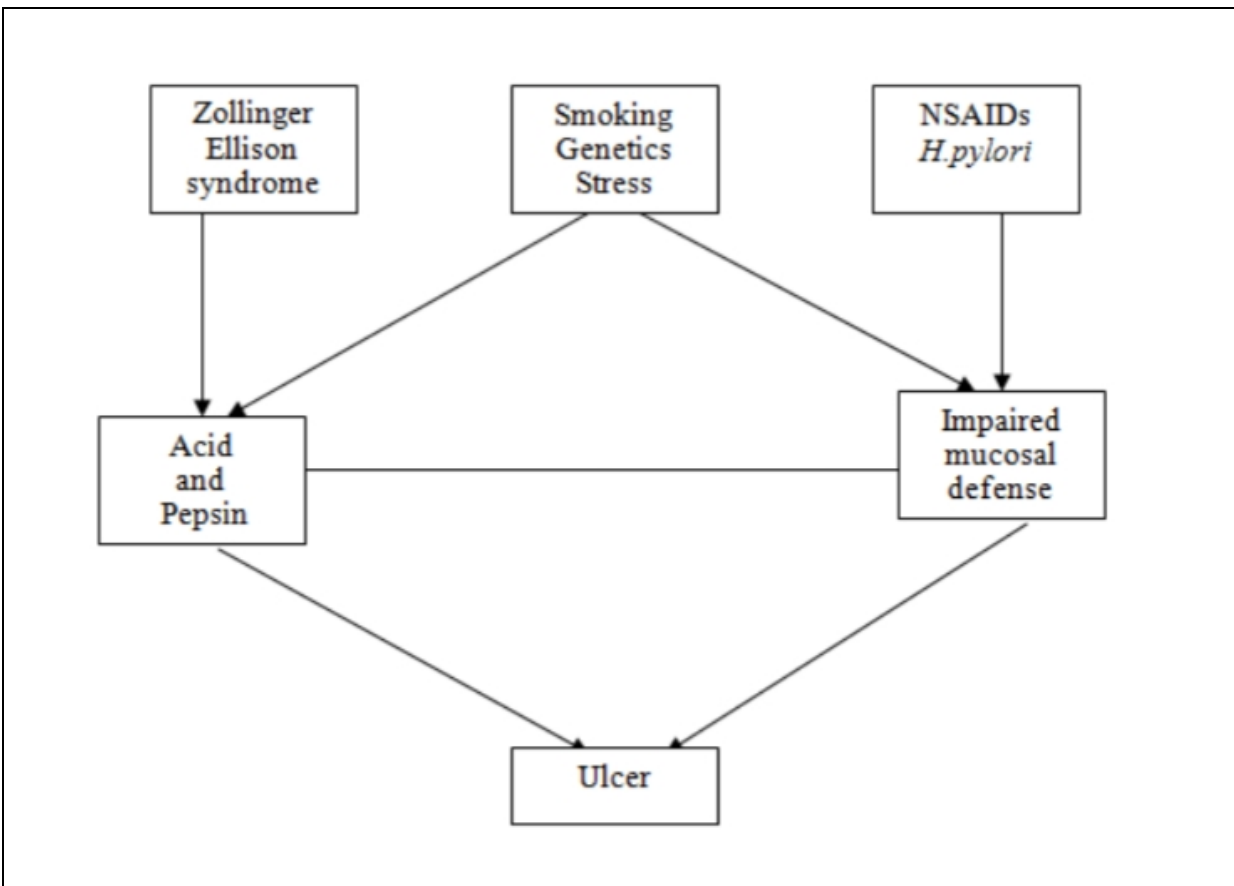 Zollinger
Ellison
syndrome
Smoking
Genetics
Stress
NSAIDs
H.pylori
Acid
and
Pepsin
Impaired
mucosal
defense
Ulcer